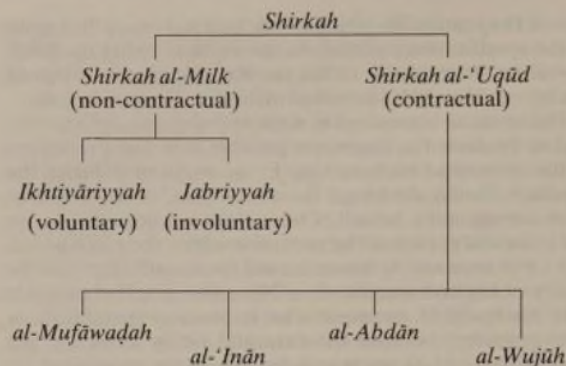 Shirkah
Shirkah al-Milk
(non-contractual)
Shirkah al-‘Uqūd
(contractual)
Ikhtiyāriyyah
(voluntary)
Jabriyyah
(involuntary)
al-Mufāwaḍah
al-‘Inān
al-Abdān
al-Wujūh